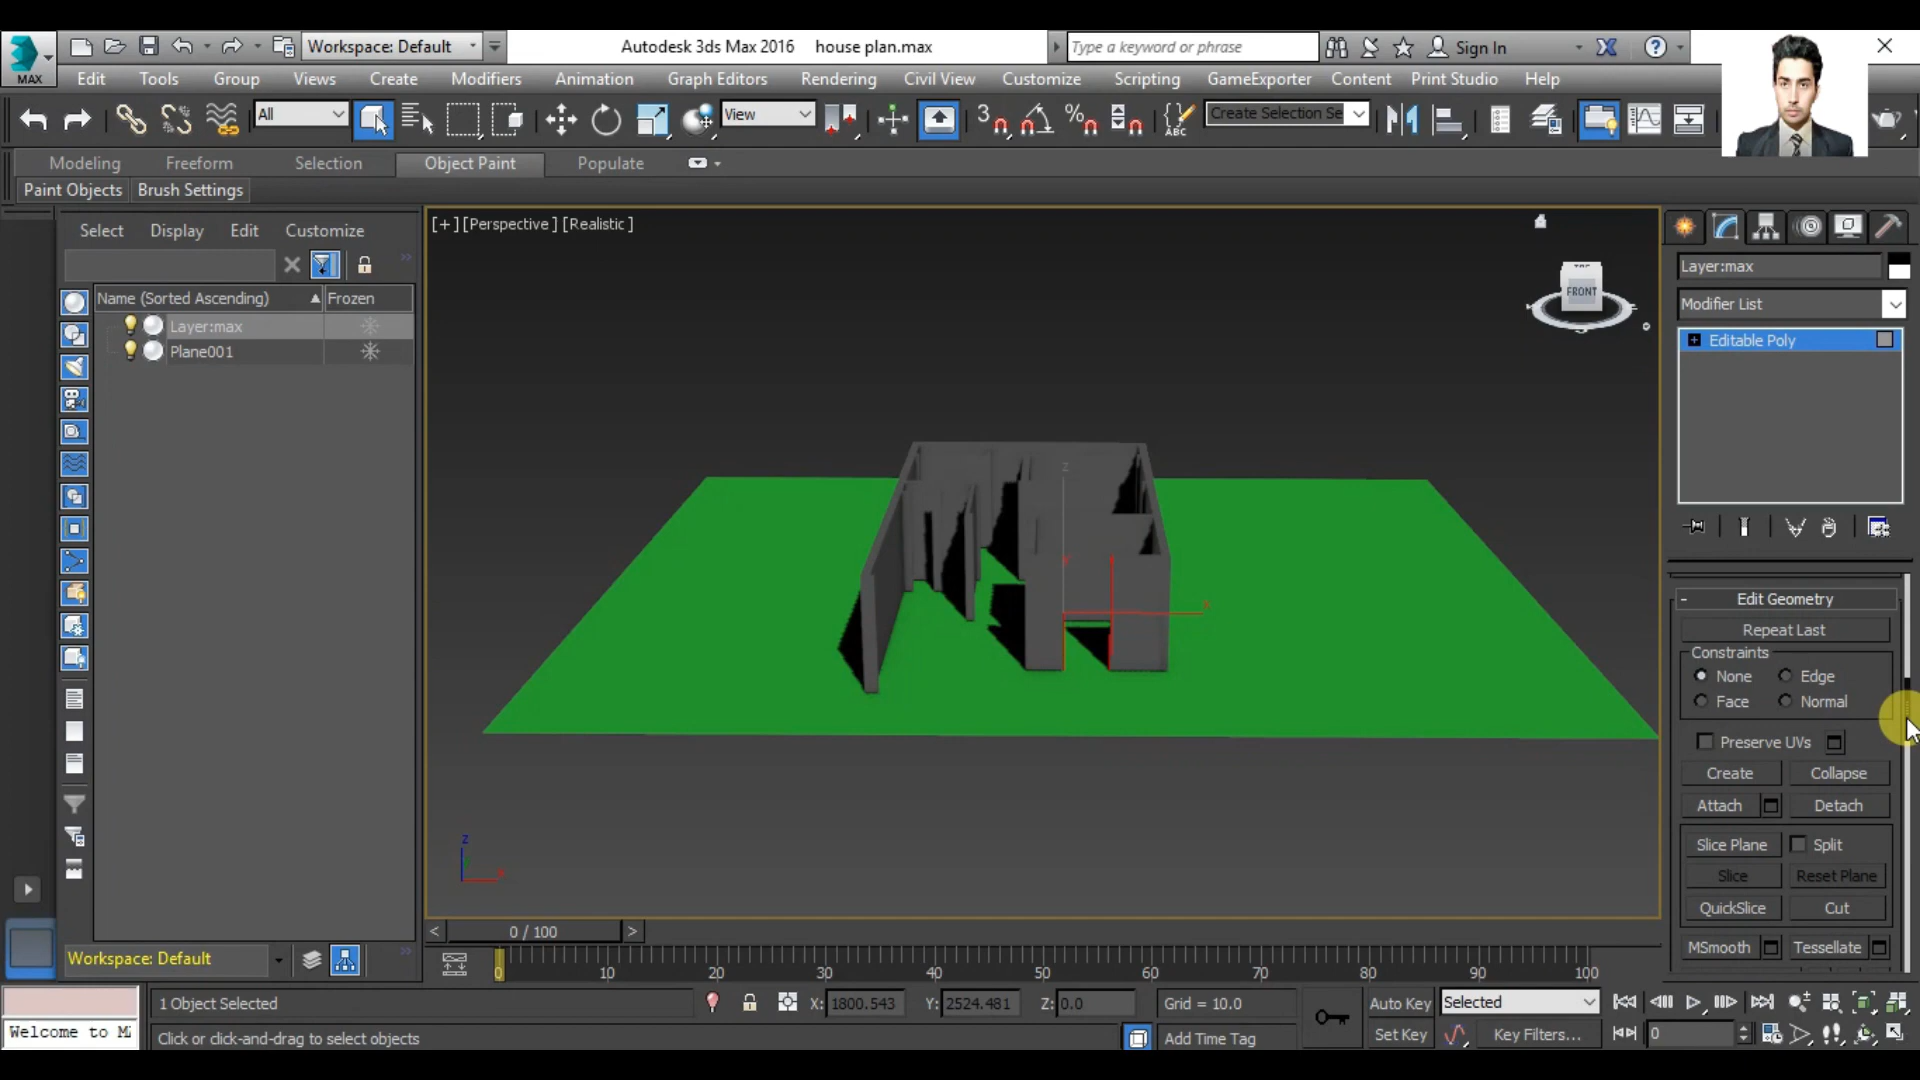 Workspace: Default
Autodesk 3ds Max 2016 house plan.max
Type a keyword or phrase
Sign In
MAX
Edit Tools Group Views Create Modifiers Animation Graph Editors Rendering Civil View Customize Scripting GameExporter Content Print Studio Help
All
View
3
ABC
Create Selection Se
Modeling Freeform Selection Object Paint Populate
Paint Objects Brush Settings
Select Display Edit Customize
Name (Sorted Ascending) Frozen
Layer:max
Plane001
[+] [Perspective] [Realistic]
FRONT
z
x
z
x
Layer:max
Modifier List
Editable Poly
Edit Geometry
Repeat Last
Constraints
None Edge
Face Normal
Preserve UVs
Create Collapse
Attach Detach
Slice Plane Split
Slice Reset Plane
QuickSlice Cut
MSmooth Tessellate
Workspace: Default
< 0 / 100 >
0 10 20 30 40 50 60 70 80 90 100
1 Object Selected
X: 1800.543 Y: 2524.481 Z: 0.0
Grid = 10.0
Auto Key Selected
Welcome to M
Click or click-and-drag to select objects
Add Time Tag
Set Key Key Filters...
0